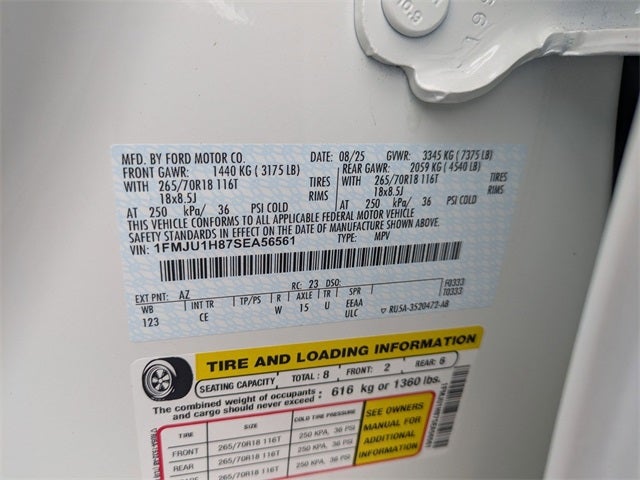 MFD. BY FORD MOTOR CO.
DATE: 08/25 GVWR: 3345 KG ( 7375 LB)
FRONT GAWR: 1440 KG ( 3175 LB)
REAR GAWR: 2059 KG ( 4540 LB)
WITH 265/70R18 116T TIRES
WITH 265/70R18 116T TIRES
18x8.5J RIMS
18x8.5J RIMS
AT 250 kPa/ 36 PSI COLD
AT 250 kPa/ 36 PSI COLD
THIS VEHICLE CONFORMS TO ALL APPLICABLE FEDERAL MOTOR VEHICLE
SAFETY STANDARDS IN EFFECT ON THE DATE OF MANUFACTURE SHOWN ABOVE.
VIN: 1FMJU1H87SEA56561 TYPE: MPV
F0333
T0333
EXT PNT: AZ RC: 23 DSO:
WB INT TR TP/PS R AXLE TR SPR
123 CE W 15 U EEAA
ULC
RU5A-3520472-AB
TIRE AND LOADING INFORMATION
SEATING CAPACITY TOTAL : 8 FRONT: 2 REAR: 6
The combined weight of occupants
and cargo should never exceed : 616 kg or 1360 lbs.
TIRE SIZE COLD TIRE PRESSURE
FRONT 265/70R18 116T 250 KPA, 36 PSI
REAR 265/70R18 116T 250 KPA, 36 PSI
SEE OWNERS
MANUAL FOR
ADDITIONAL
INFORMATION